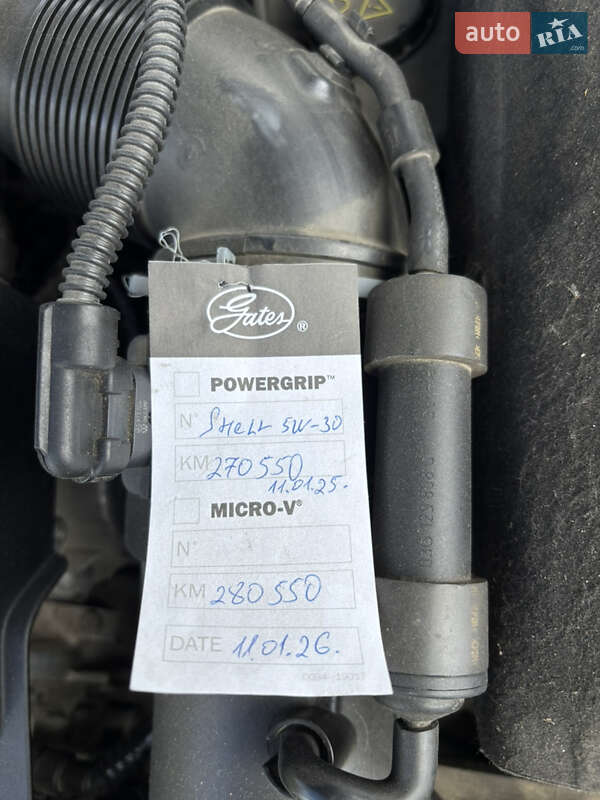 auto RIA.com
Gates®
POWERGRIP™
N° SHELL 5W-30
KM 270550
11.01.25.
MICRO-V®
N°
KM 280550
DATE 11.01.26.